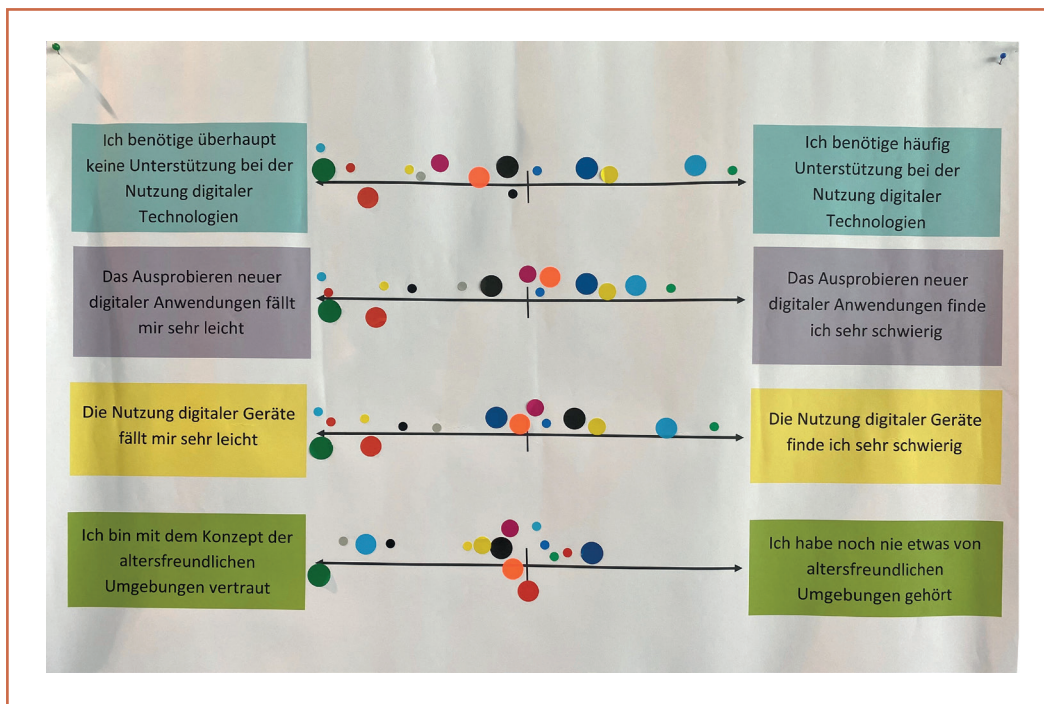 Ich benötige überhaupt
keine Unterstützung bei der
Nutzung digitaler
Technologien
Ich benötige häufig
Unterstützung bei der
Nutzung digitaler
Technologien
Das Ausprobieren neuer
digitaler Anwendungen fällt
mir sehr leicht
Das Ausprobieren neuer
digitaler Anwendungen finde
ich sehr schwierig
Die Nutzung digitaler Geräte
fällt mir sehr leicht
Die Nutzung digitaler Geräte
finde ich sehr schwierig
Ich bin mit dem Konzept der
altersfreundlichen
Umgebungen vertraut
Ich habe noch nie etwas von
altersfreundlichen
Umgebungen gehört